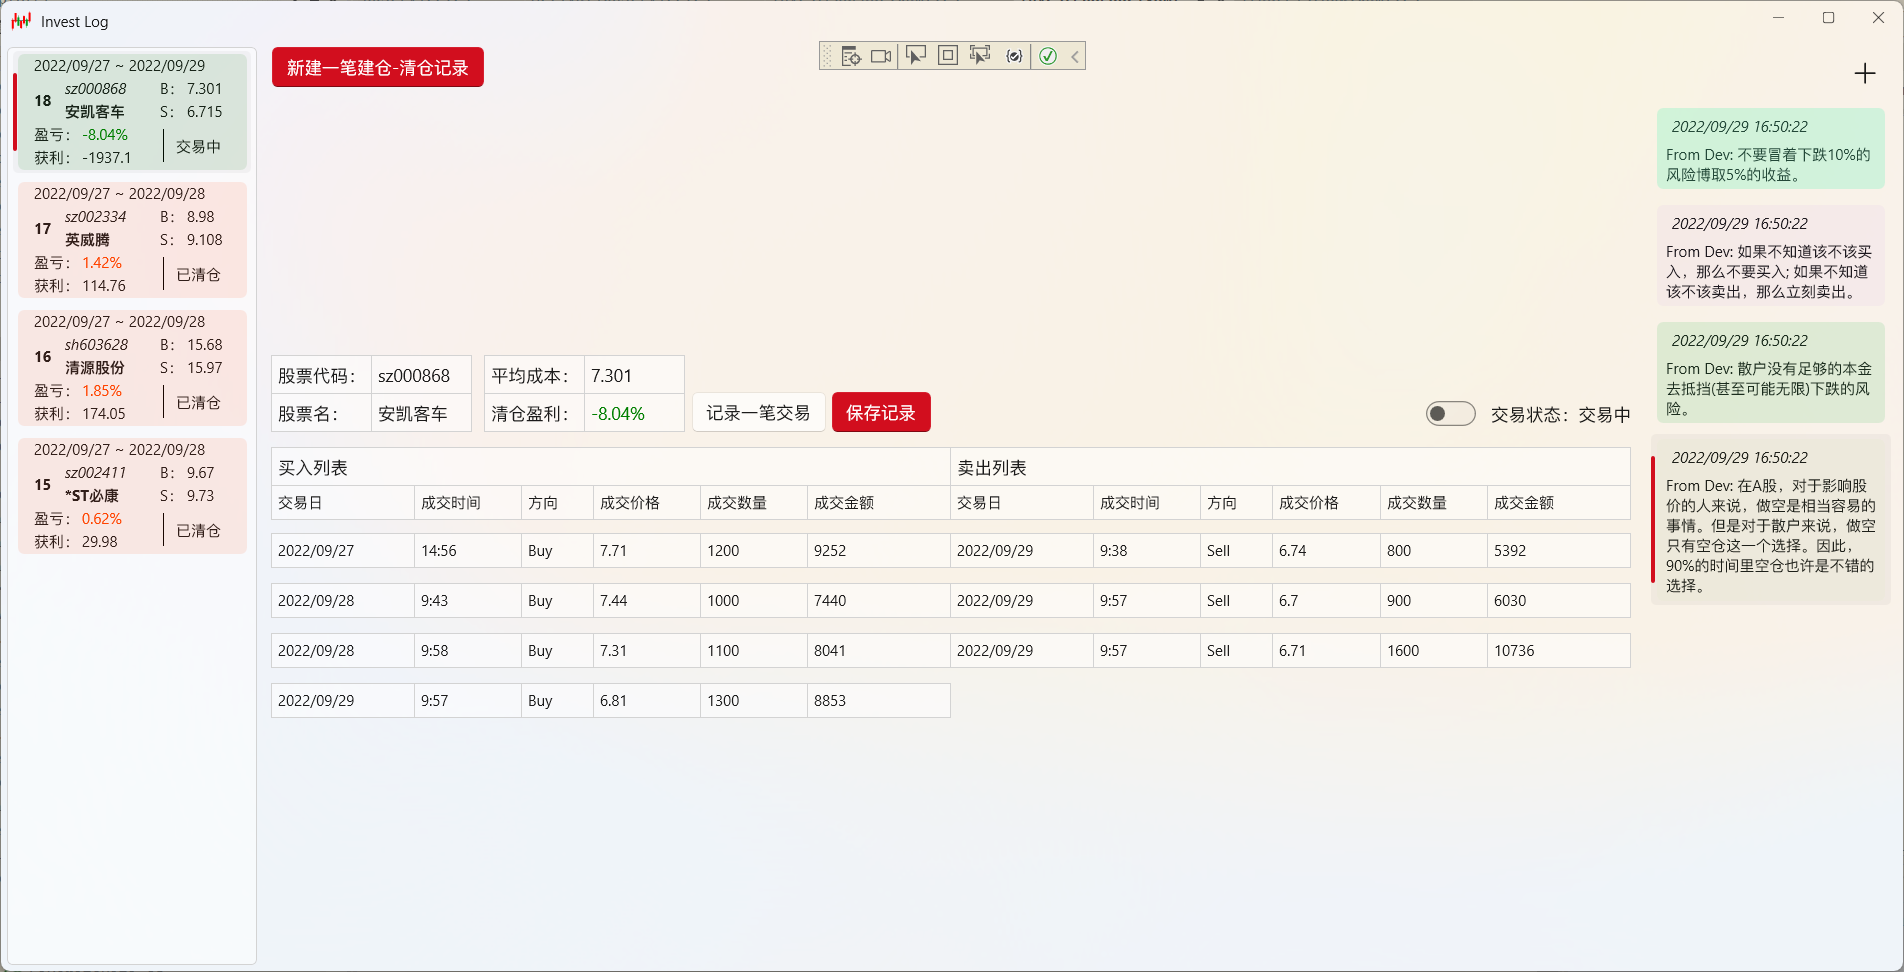 Invest Log
2022/09/27 ~ 2022/09/29
18
sz000868
B: 7.301
安凯客车
S: 6.715
盈亏: -8.04%
交易中
获利: -1937.1
2022/09/27 ~ 2022/09/28
17
sz002334
B: 8.98
英威腾
S: 9.108
盈亏: 1.42%
已清仓
获利: 114.76
2022/09/27 ~ 2022/09/28
16
sh603628
B: 15.68
清源股份
S: 15.97
盈亏: 1.85%
已清仓
获利: 174.05
2022/09/27 ~ 2022/09/28
15
sz002411
B: 9.67
*ST必康
S: 9.73
盈亏: 0.62%
已清仓
获利: 29.98
新建一笔建仓-清仓记录
股票代码: sz000868 平均成本: 7.301
股票名: 安凯客车 清仓盈利: -8.04% 记录一笔交易 保存记录 交易状态: 交易中
买入列表 卖出列表
交易日 成交时间 方向 成交价格 成交数量 成交金额 交易日 成交时间 方向 成交价格 成交数量 成交金额
2022/09/27 14:56 Buy 7.71 1200 9252 2022/09/29 9:38 Sell 6.74 800 5392
2022/09/28 9:43 Buy 7.44 1000 7440 2022/09/29 9:57 Sell 6.7 900 6030
2022/09/28 9:58 Buy 7.31 1100 8041 2022/09/29 9:57 Sell 6.71 1600 10736
2022/09/29 9:57 Buy 6.81 1300 8853
2022/09/29 16:50:22
From Dev: 不要冒着下跌10%的
风险博取5%的收益。
2022/09/29 16:50:22
From Dev: 如果不知道该不该买
入，那么不要买入; 如果不知道
该不该卖出，那么立刻卖出。
2022/09/29 16:50:22
From Dev: 散户没有足够的本金
去抵挡(甚至可能无限)下跌的风
险。
2022/09/29 16:50:22
From Dev: 在A股，对于影响股
价的人来说，做空是相当容易的
事情。但是对于散户来说，做空
只有空仓这一个选择。因此，
90%的时间里空仓也许是不错的
选择。